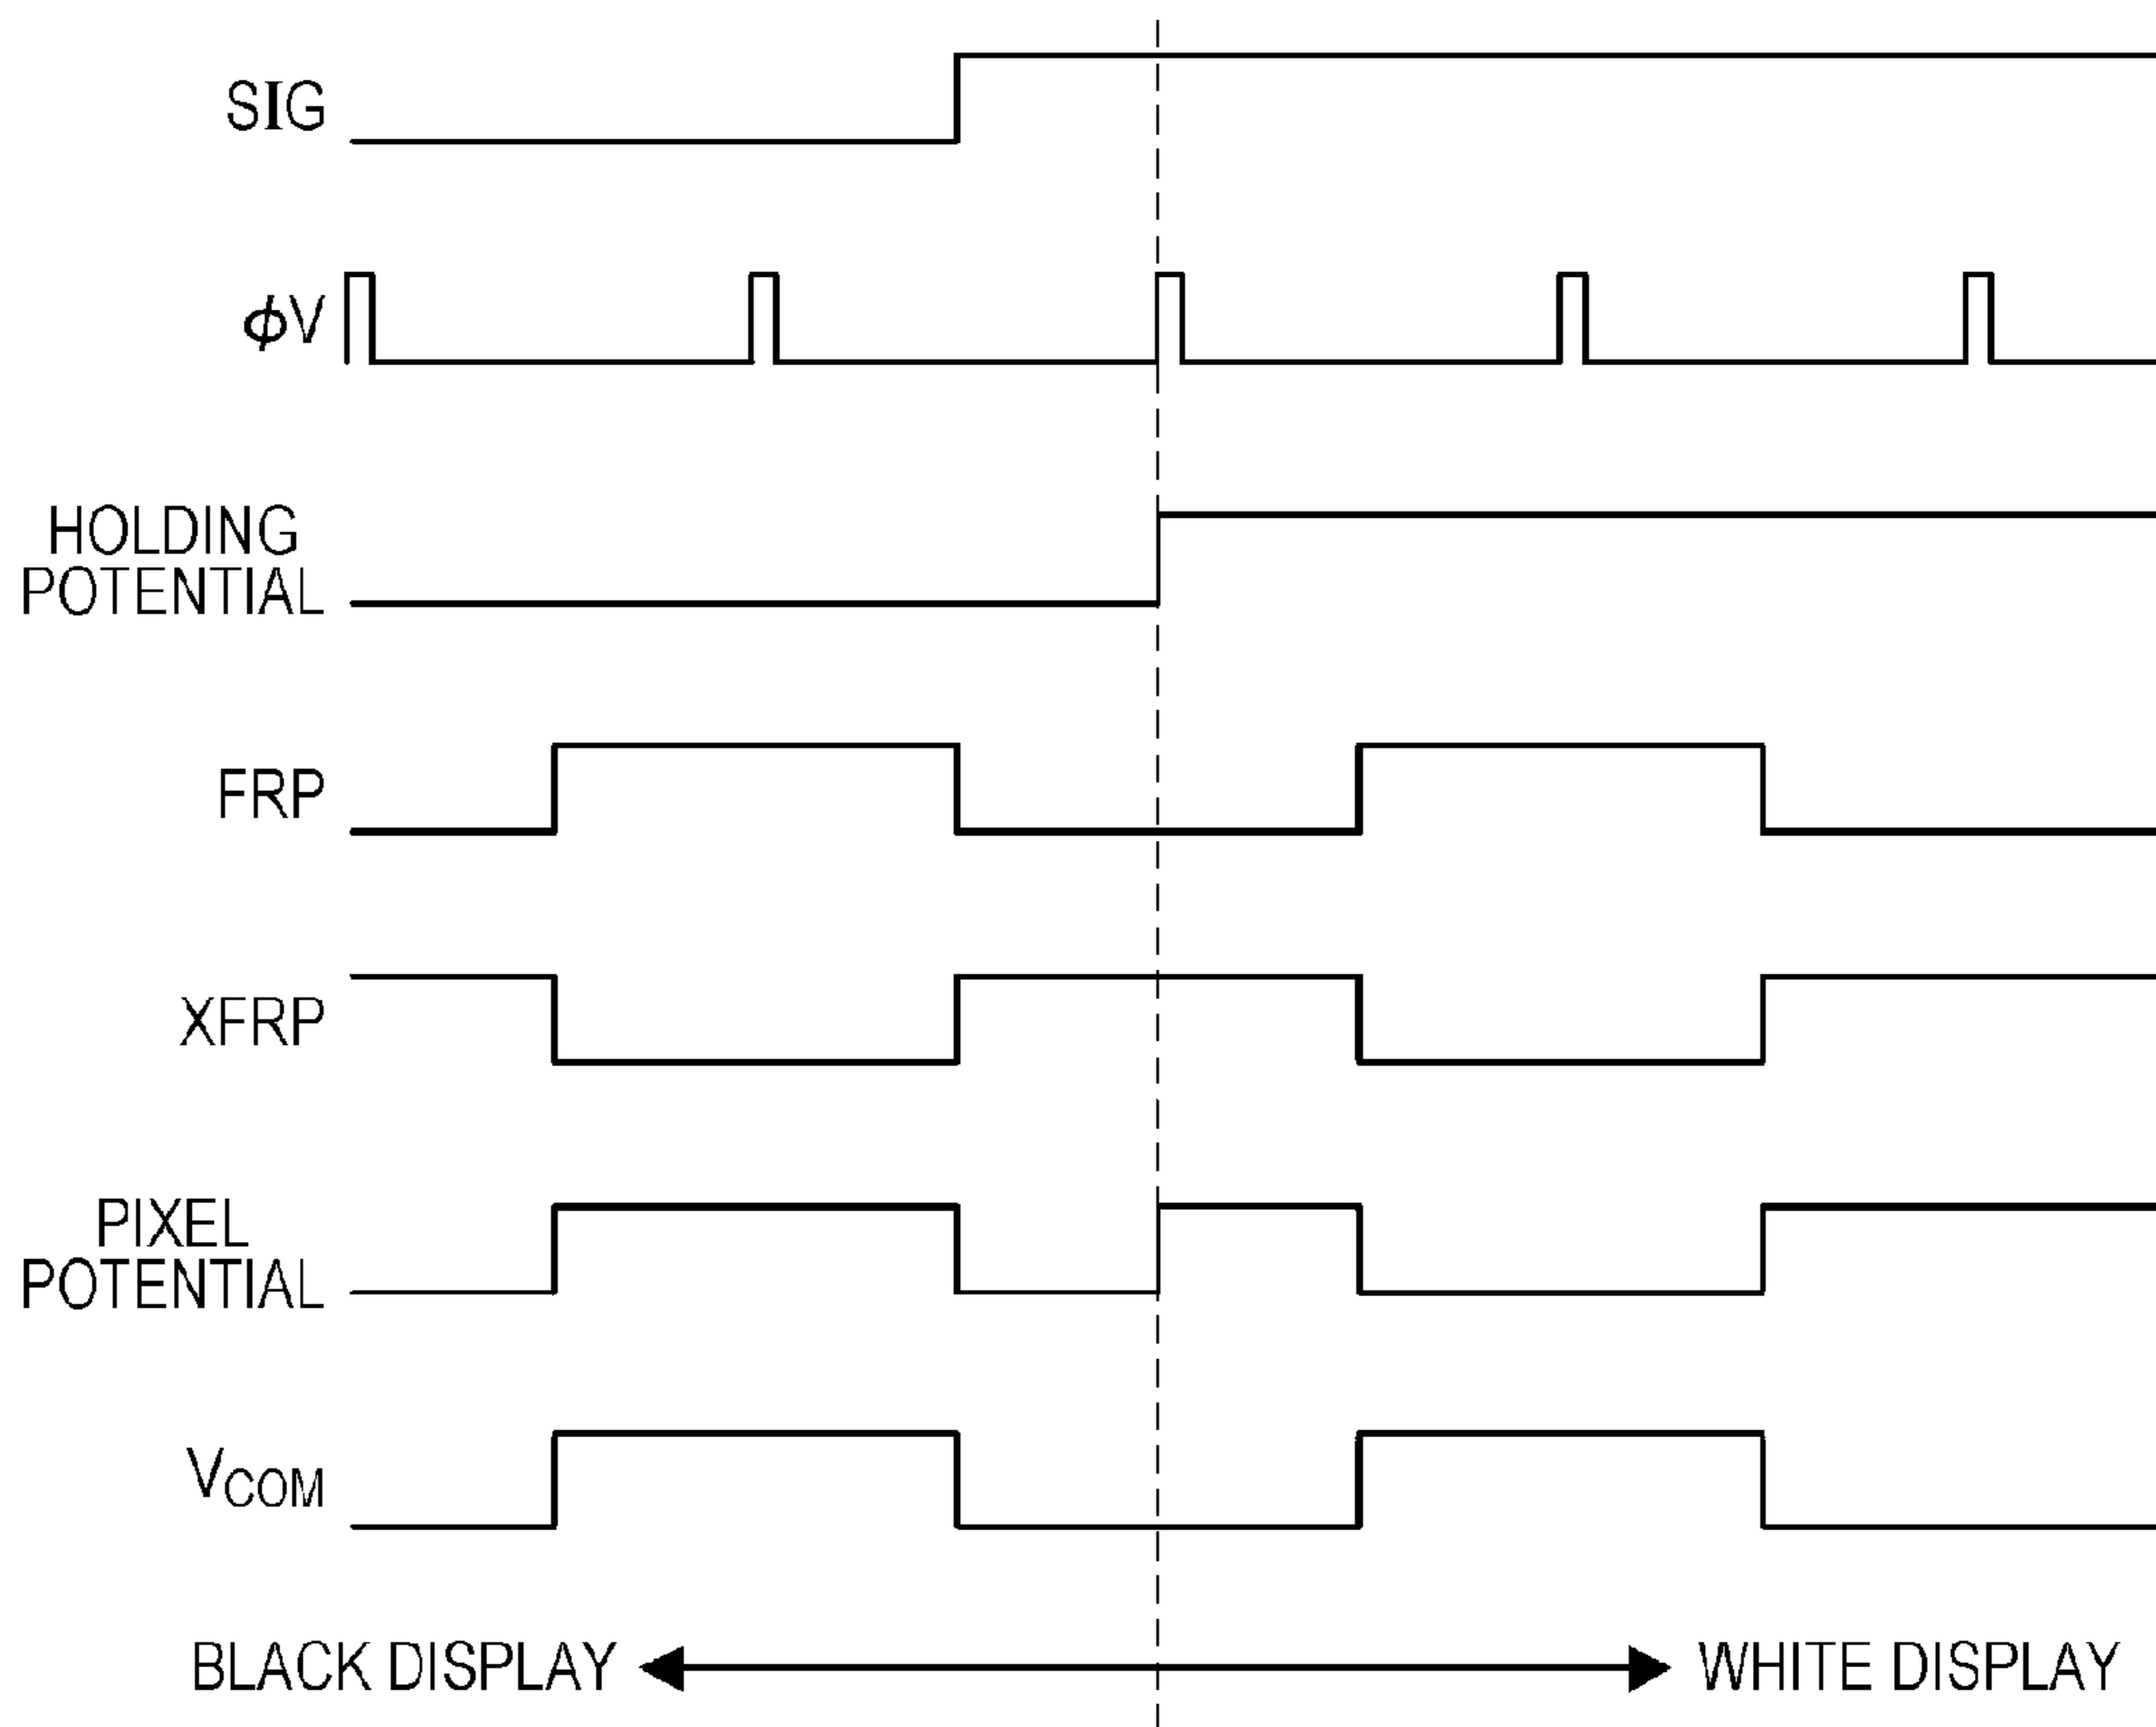 SIG
ϕV
HOLDING
POTENTIAL
FRP
XFRP
PIXEL
POTENTIAL
VCOM
BLACK DISPLAY
WHITE DISPLAY